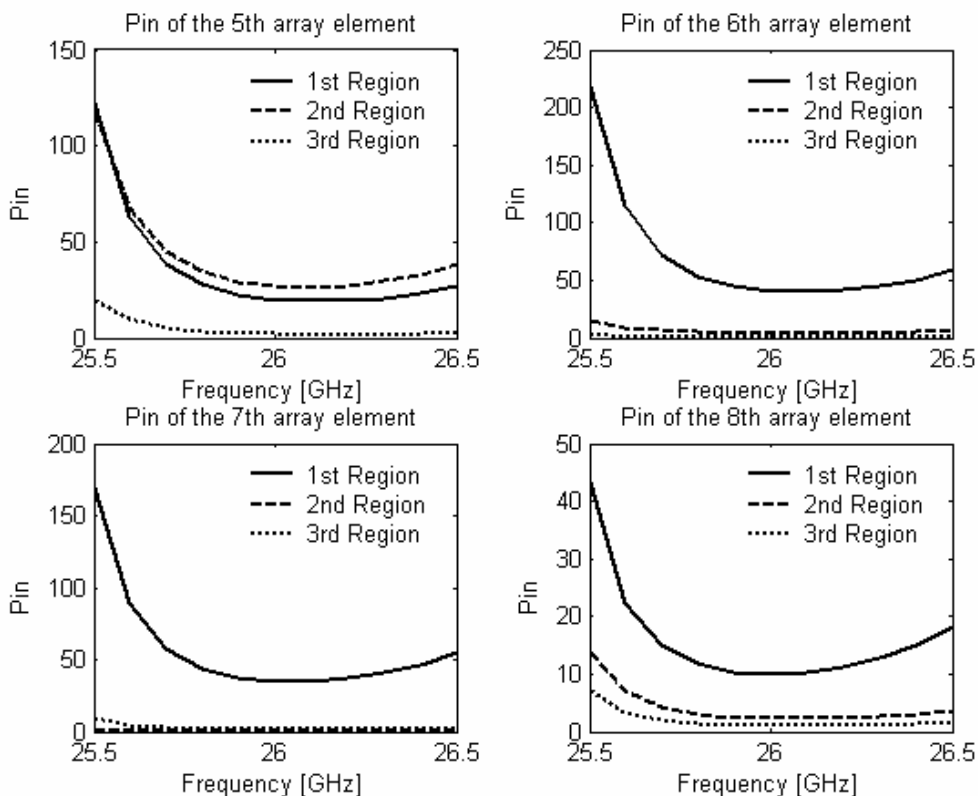 Pin of the 5th array element
150
100
50
0
Pin
1st Region
2nd Region
3rd Region
25.5 26 26.5
Frequency [GHz]
Pin of the 6th array element
250
200
150
100
50
0
Pin
1st Region
2nd Region
3rd Region
25.5 26 26.5
Frequency [GHz]
Pin of the 7th array element
200
150
100
50
0
Pin
1st Region
2nd Region
3rd Region
25.5 26 26.5
Frequency [GHz]
Pin of the 8th array element
50
40
30
20
10
0
Pin
1st Region
2nd Region
3rd Region
25.5 26 26.5
Frequency [GHz]